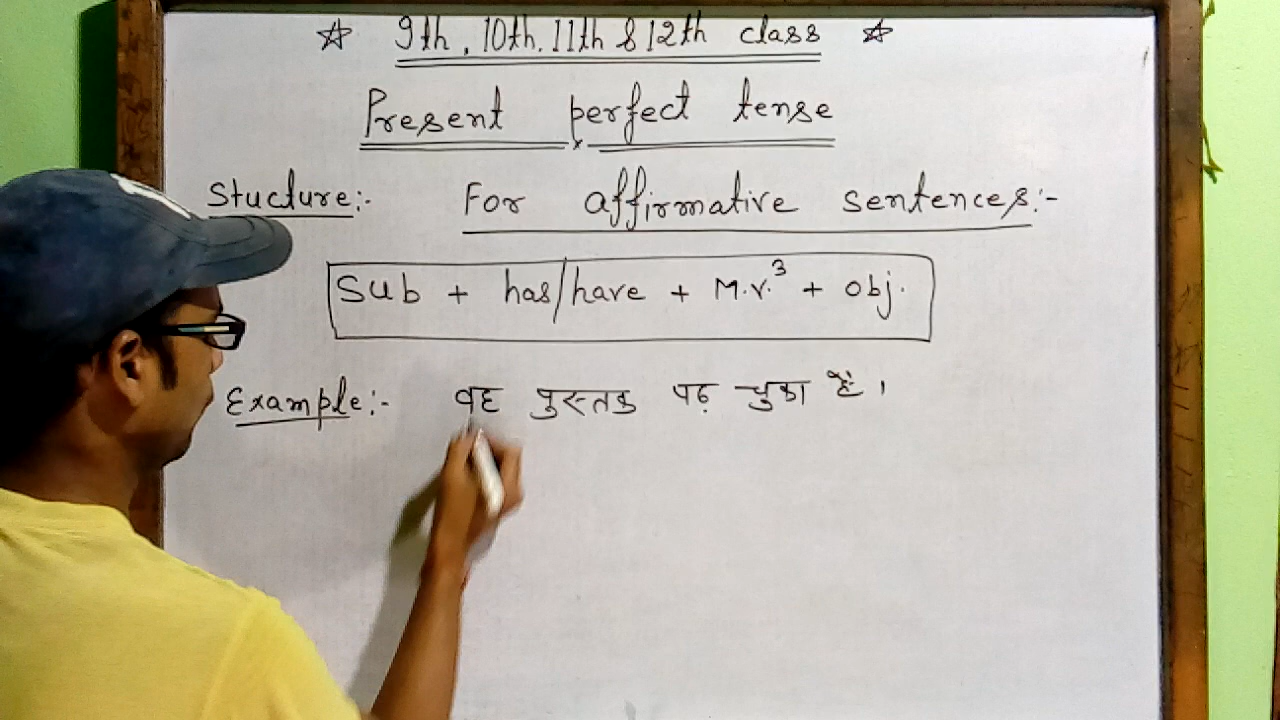 ☆ 9th, 10th. 11th & 12th class ☆
Present perfect tense
Stucture:- For affirmative sentences:-
Sub + has/have + M.V.³ + obj.
Example:- वह पुस्तक पढ़ चुका हैं।